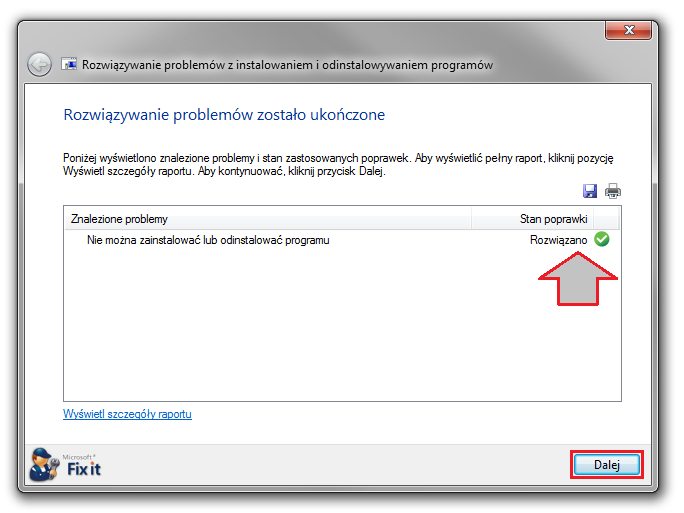 Rozwiązywanie problemów z instalowaniem i odinstalowywaniem programów
Rozwiązywanie problemów zostało ukończone
Poniżej wyświetlono znalezione problemy i stan zastosowanych poprawek. Aby wyświetlić pełny raport, kliknij pozycję
Wyświetl szczegóły raportu. Aby kontynuować, kliknij przycisk Dalej.
Znalezione problemy Stan poprawki
Nie można zainstalować lub odinstalować programu Rozwiązano
Wyświetl szczegóły raportu
Microsoft®
Fix it
Dalej